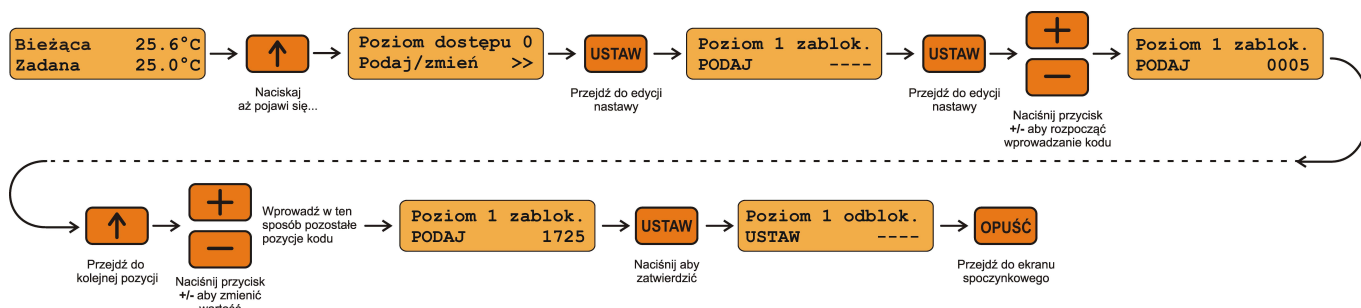 Bieżąca 25.6°C
Zadana 25.0°C
Naciskaj
aż pojawi się...
Poziom dostępu 0
Podaj/zmień >>
USTAW
Przejdź do edycji
nastawy
Poziom 1 zablok.
PODAJ ----
USTAW
Przejdź do edycji
nastawy
+
−
Naciśnij przycisk
+/- aby rozpocząć
wprowadzanie kodu
Poziom 1 zablok.
PODAJ 0005
Przejdź do
kolejnej pozycji
+
−
Naciśnij przycisk
+/- aby zmienić
wartość
Wprowadź w ten
sposób pozostałe
pozycje kodu
Poziom 1 zablok.
PODAJ 1725
USTAW
Naciśnij aby
zatwierdzić
Poziom 1 odblok.
USTAW ----
OPUŚĆ
Przejdź do ekranu
spoczynkowego